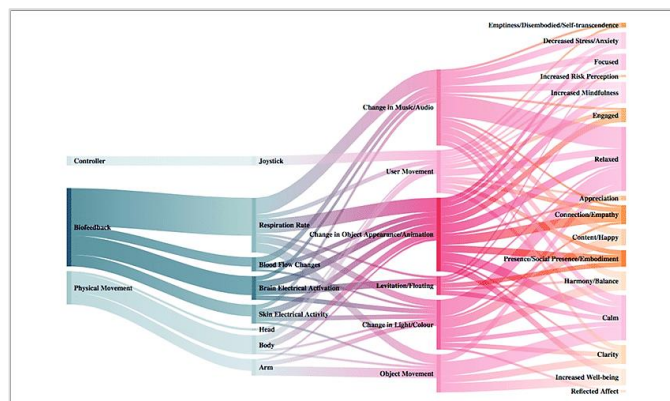 Controller
Biofeedback
Physical Movement
Joystick
Respiration Rate
Blood Flow Changes
Brain Electrical Activation
Skin Electrical Activity
Head
Body
Arm
Change in Music/Audio
User Movement
Change in Object Appearance/Animation
Levitation/Floating
Change in Light/Colour
Object Movement
Emptiness/Disembodied/Self-transcendence
Decreased Stress/Anxiety
Focused
Increased Risk Perception
Increased Mindfulness
Engaged
Relaxed
Appreciation
Connection/Empathy
Content/Happy
Presence/Social Presence/Embodiment
Harmony/Balance
Calm
Clarity
Increased Well-being
Reflected Affect